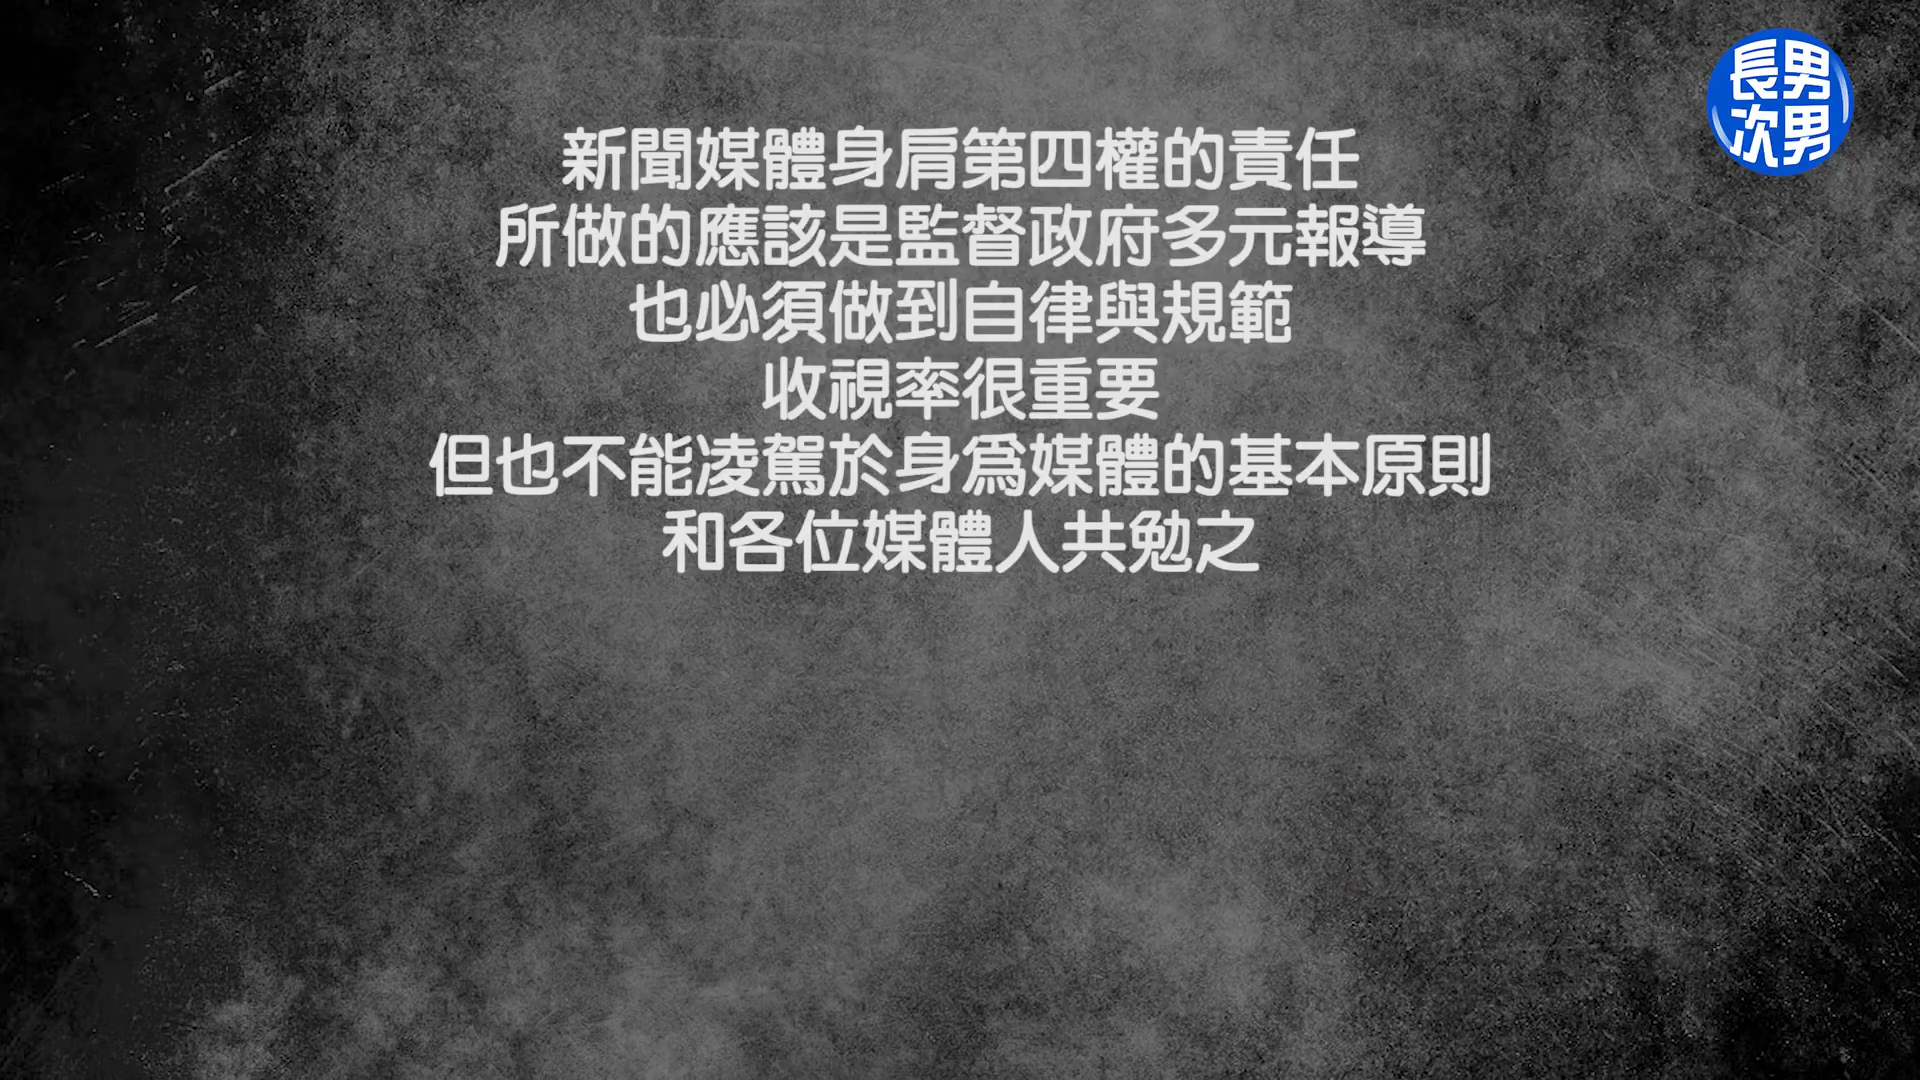 長男
次男
新聞媒體身肩第四權的責任
所做的應該是監督政府多元報導
也必須做到自律與規範
收視率很重要
但也不能凌駕於身為媒體的基本原則
和各位媒體人共勉之